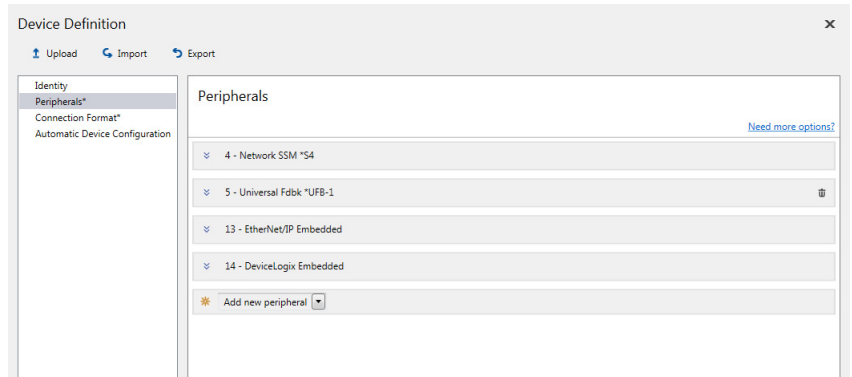 Device Definition
Upload Import Export
Identity
Peripherals*
Connection Format*
Automatic Device Configuration
Peripherals
Need more options?
4 - Network SSM *S4
5 - Universal Fdbk *UFB-1
13 - EtherNet/IP Embedded
14 - DeviceLogix Embedded
Add new peripheral